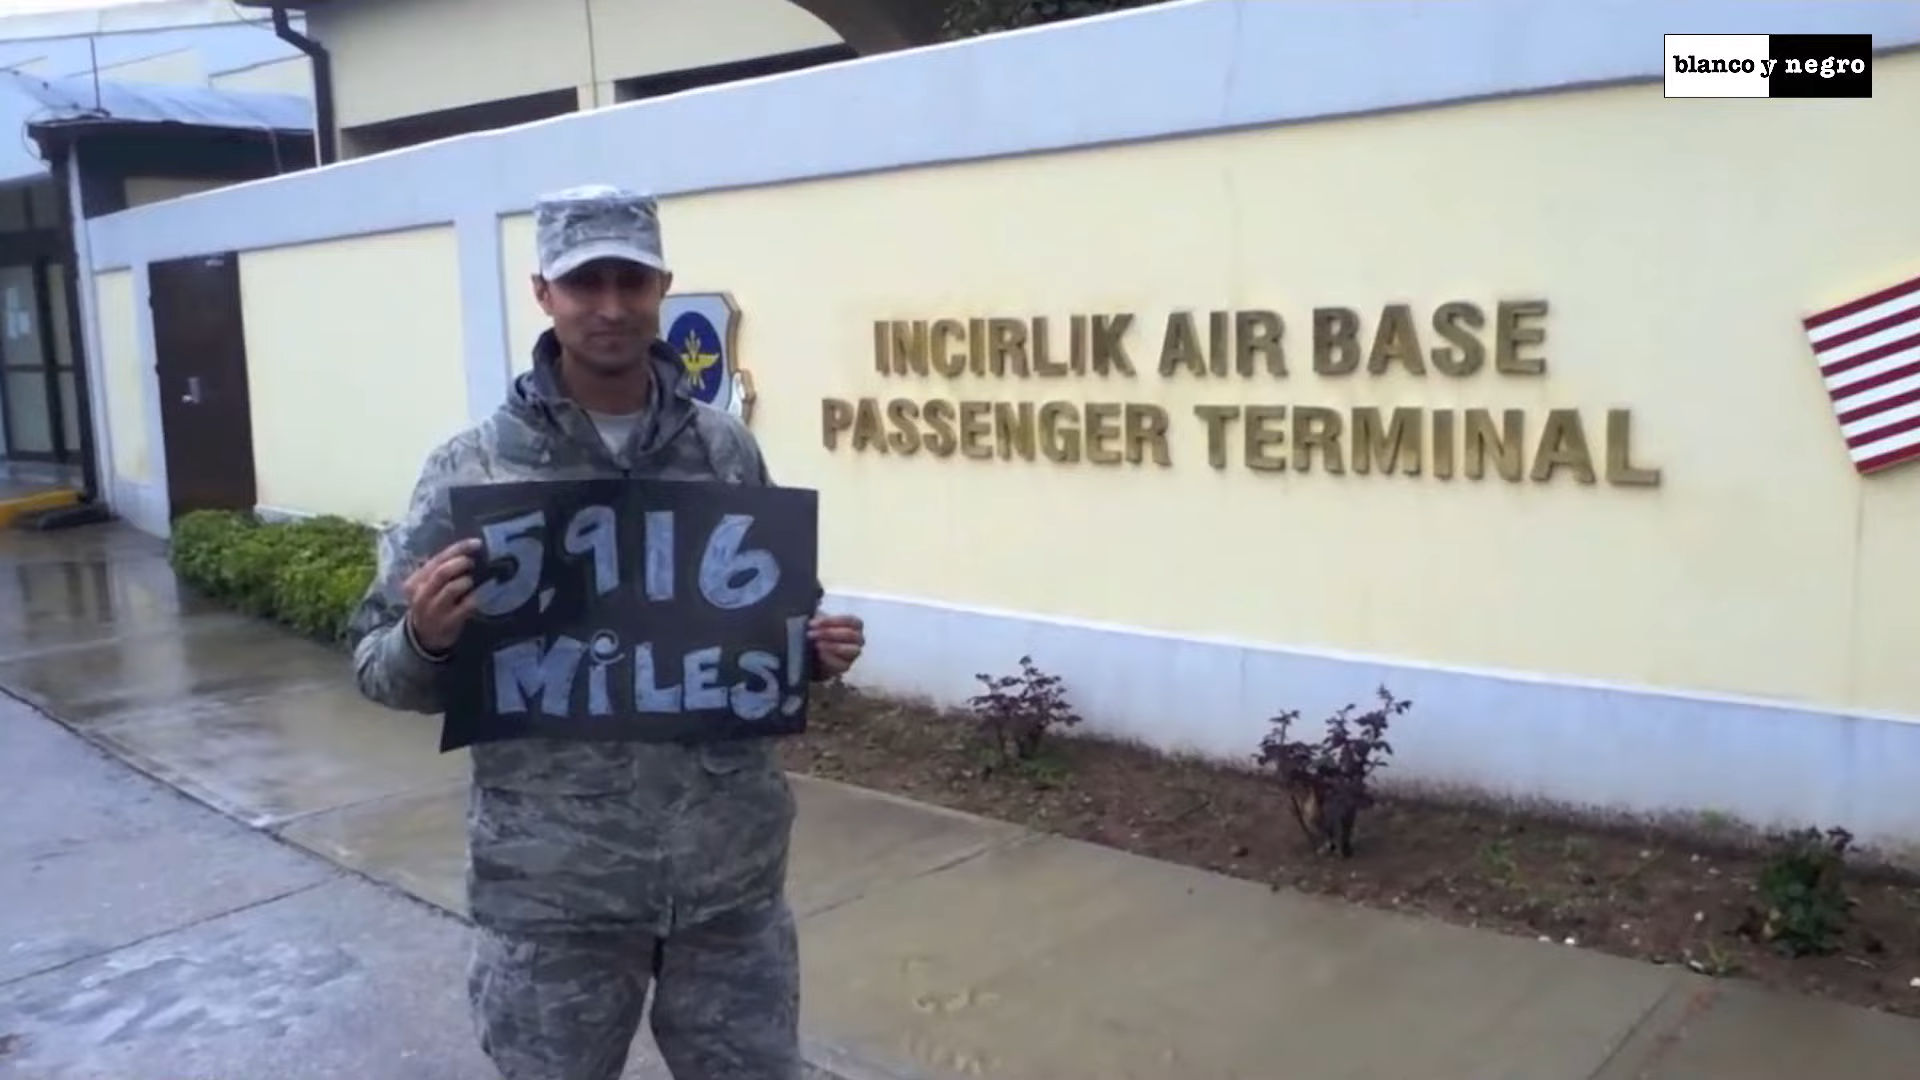 blanco y negro
INCIRLIK AIR BASE
PASSENGER TERMINAL
5,916
MiLES!